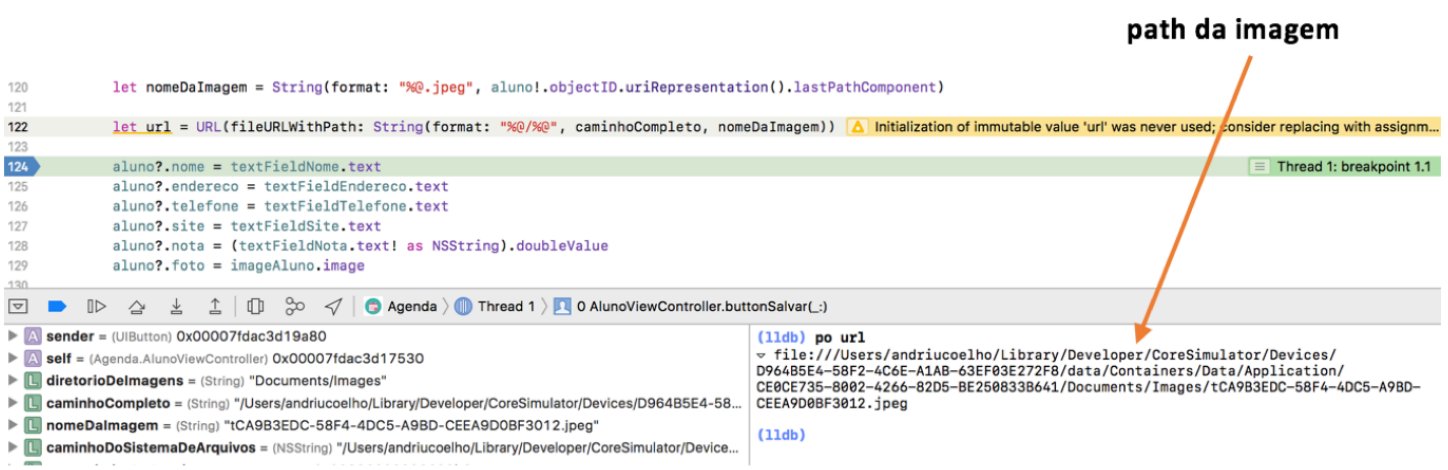 path da imagem
120 let nomeDaImagem = String(format: "%@.jpeg", aluno!.objectID.uriRepresentation().lastPathComponent)
121
122 let url = URL(fileURLWithPath: String(format: "%@/%@", caminhoCompleto, nomeDaImagem)) Initialization of immutable value 'url' was never used; consider replacing with assignm...
123
124 aluno?.nome = textFieldNome.text Thread 1: breakpoint 1.1
125 aluno?.endereco = textFieldEndereco.text
126 aluno?.telefone = textFieldTelefone.text
127 aluno?.site = textFieldSite.text
128 aluno?.nota = (textFieldNota.text! as NSString).doubleValue
129 aluno?.foto = imageAluno.image
130
Agenda Thread 1 0 AlunoViewController.buttonSalvar(_:)
A sender = (UIButton) 0x00007fdac3d19a80
A self = (Agenda.AlunoViewController) 0x00007fdac3d17530
L diretorioDeImagens = (String) "Documents/Images"
L caminhoCompleto = (String) "/Users/andriucoelho/Library/Developer/CoreSimulator/Devices/D964B5E4-58...
L nomeDaImagem = (String) "tCA9B3EDC-58F4-4DC5-A9BD-CEEA9D0BF3012.jpeg"
L caminhoDoSistemaDeArquivos = (NSString) "/Users/andriucoelho/Library/Developer/CoreSimulator/Device...
(lldb) po url
file:///Users/andriucoelho/Library/Developer/CoreSimulator/Devices/
D964B5E4-58F2-4C6E-A1AB-63EF03E272F8/data/Containers/Data/Application/
CE0CE735-8002-4266-82D5-BE250833B641/Documents/Images/tCA9B3EDC-58F4-4DC5-A9BD-
CEEA9D0BF3012.jpeg
(lldb)